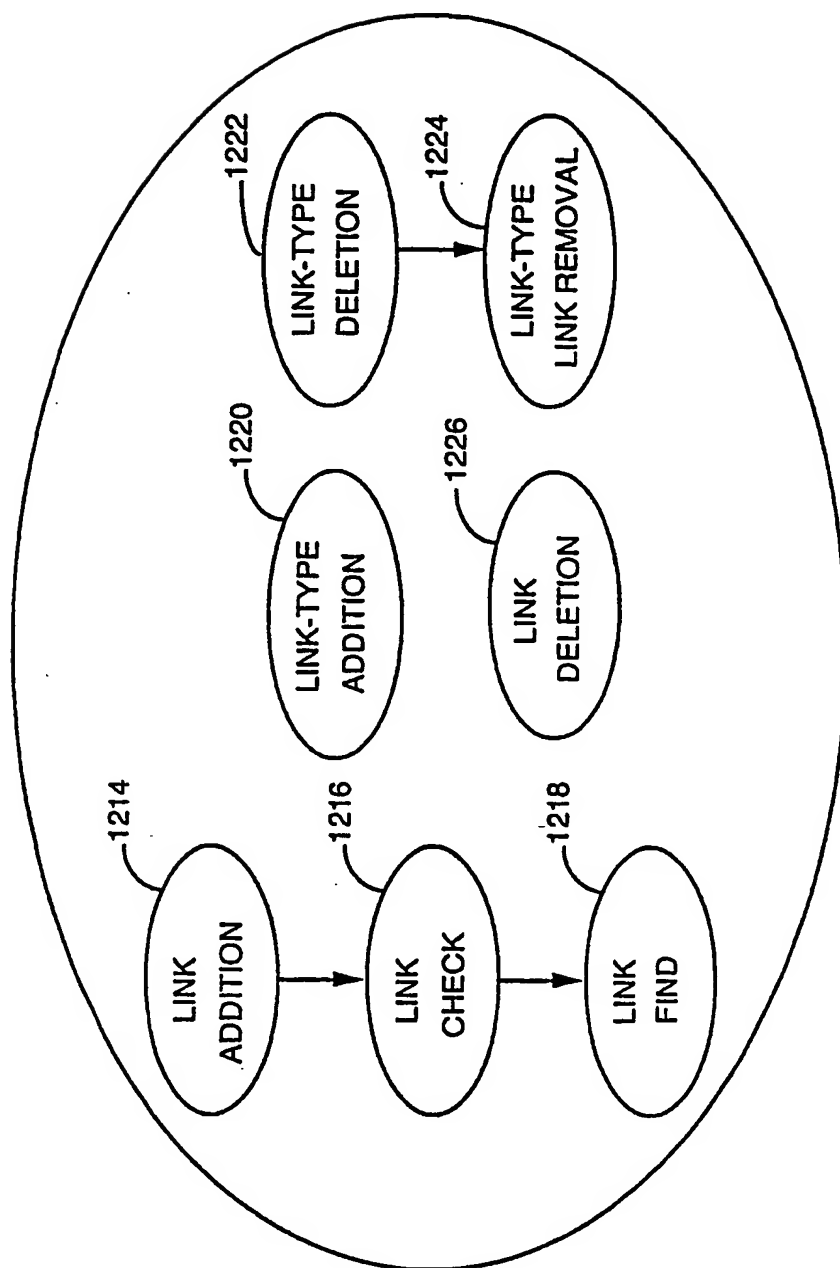 1214
LINK
ADDITION
1216
LINK
CHECK
1218
LINK
FIND
1220
LINK-TYPE
ADDITION
1226
LINK
DELETION
1222
LINK-TYPE
DELETION
1224
LINK-TYPE
LINK REMOVAL